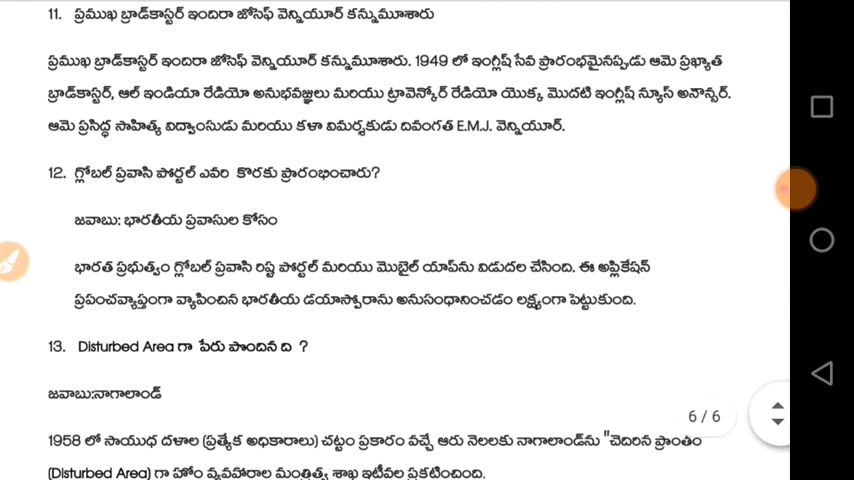 11. ప్రముఖ బ్రాడ్‌కాస్టర్ ఇందిరా జోసెఫ్ వెన్నియూర్ కన్నుమూశారు
ప్రముఖ బ్రాడ్‌కాస్టర్ ఇందిరా జోసెఫ్ వెన్నియూర్ కన్నుమూశారు. 1949 లో ఇంగ్లీష్ సేవ ప్రారంభమైనప్పడు ఆమె ప్రఖ్యాత
బ్రాడ్‌కాస్టర్, ఆల్ ఇండియా రేడియో అనుభవజ్ఞులు మరియు ట్రావెన్కోర్ రేడియో యొక్క మొదటి ఇంగ్లీష్ న్యూస్ అనౌన్సర్.
ఆమె ప్రసిద్ధ సాహిత్య విద్వాంసుడు మరియు కళా విమర్శకుడు దివంగత E.M.J. వెన్నియూర్.
12. గ్లోబల్ ప్రవాసి పోర్టల్ ఎవరి కొరకు ప్రారంభించారు?
జవాబు: భారతీయ ప్రవాసుల కోసం
భారత ప్రభుత్వం గ్లోబల్ ప్రవాసి రిష్ట పోర్టల్ మరియు మొబైల్ యాప్‌ను విడుదల చేసింది. ఈ అప్లికేషన్
ప్రపంచవ్యాప్తంగా వ్యాపించిన భారతీయ డయాస్పోరాను అనుసంధానించడం లక్ష్యంగా పెట్టుకుంది.
13. Disturbed Area గా పేరు పొందిన ది ?
జవాబు:నాగాలాండ్
6 / 6
1958 లో సాయుధ దళాల (ప్రత్యేక అధికారాలు) చట్టం ప్రకారం వచ్చే ఆరు నెలలకు నాగాలాండ్‌ను "చెదిరిన ప్రాంతం
(Disturbed Area) గా హోం వ్యవహారాల మంత్రిత్వ శాఖ ఇటీవల ప్రకటించింది.